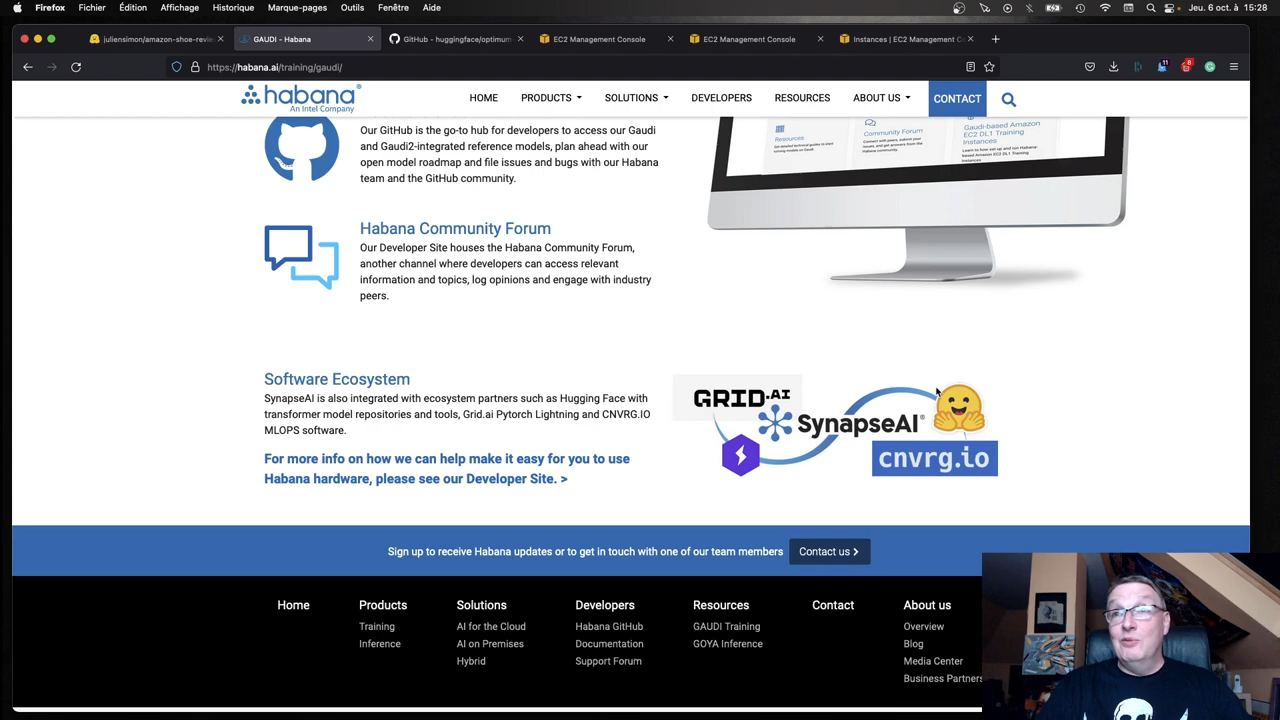 Firefox Fichier Édition Affichage Historique Marque-pages Outils Fenêtre Aide
Jeu. 6 oct. à 15:28
juliensimon/amazon-shoe-revie
GAUDI - Habana
GitHub - huggingface/optimum-
EC2 Management Console
EC2 Management Console
Instances | EC2 Management C
https://habana.ai/training/gaudi/
habana
An Intel Company
HOME PRODUCTS SOLUTIONS DEVELOPERS RESOURCES ABOUT US CONTACT
Our GitHub is the go-to hub for developers to access our Gaudi
and Gaudi2-integrated reference models, plan ahead with our
open model roadmap and file issues and bugs with our Habana
team and the GitHub community.
Resources
Community Forum
Gaudi-based Amazon
EC2 DL1 Training
Instances
Habana Community Forum
Our Developer Site houses the Habana Community Forum,
another channel where developers can access relevant
information and topics, log opinions and engage with industry
peers.
Software Ecosystem
SynapseAI is also integrated with ecosystem partners such as Hugging Face with
transformer model repositories and tools, Grid.ai Pytorch Lightning and CNVRG.IO
MLOPS software.
For more info on how we can help make it easy for you to use
Habana hardware, please see our Developer Site. >
GRID.AI
SynapseAI®
cnvrg.io
Sign up to receive Habana updates or to get in touch with one of our team members
Contact us
Home
Products
Training
Inference
Solutions
AI for the Cloud
AI on Premises
Hybrid
Developers
Habana GitHub
Documentation
Support Forum
Resources
GAUDI Training
GOYA Inference
Contact
About us
Overview
Blog
Media Center
Business Partners